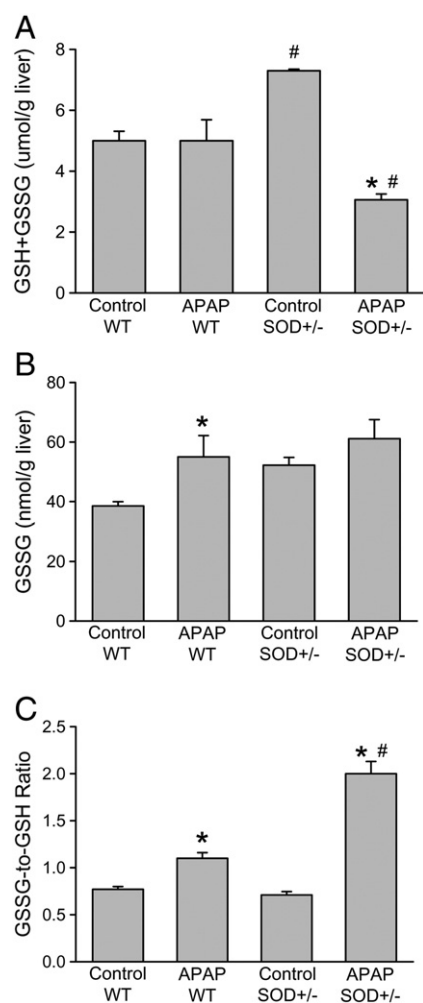 A
GSH+GSSG (umol/g liver)
8
6
4
2
0
#
* #
Control WT
APAP WT
Control SOD+/-
APAP SOD+/-
B
GSSG (nmol/g liver)
80
60
40
20
0
*
Control WT
APAP WT
Control SOD+/-
APAP SOD+/-
C
GSSG-to-GSH Ratio
2.5
2.0
1.5
1.0
0.5
0.0
*
* #
Control WT
APAP WT
Control SOD+/-
APAP SOD+/-